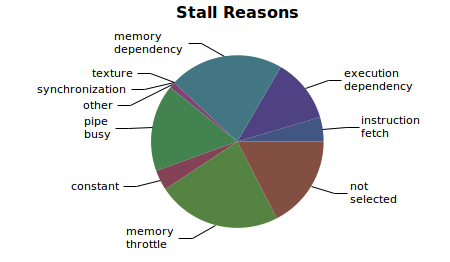 Stall Reasons
memory
dependency
texture
synchronization
other
pipe
busy
constant
memory
throttle
execution
dependency
instruction
fetch
not
selected